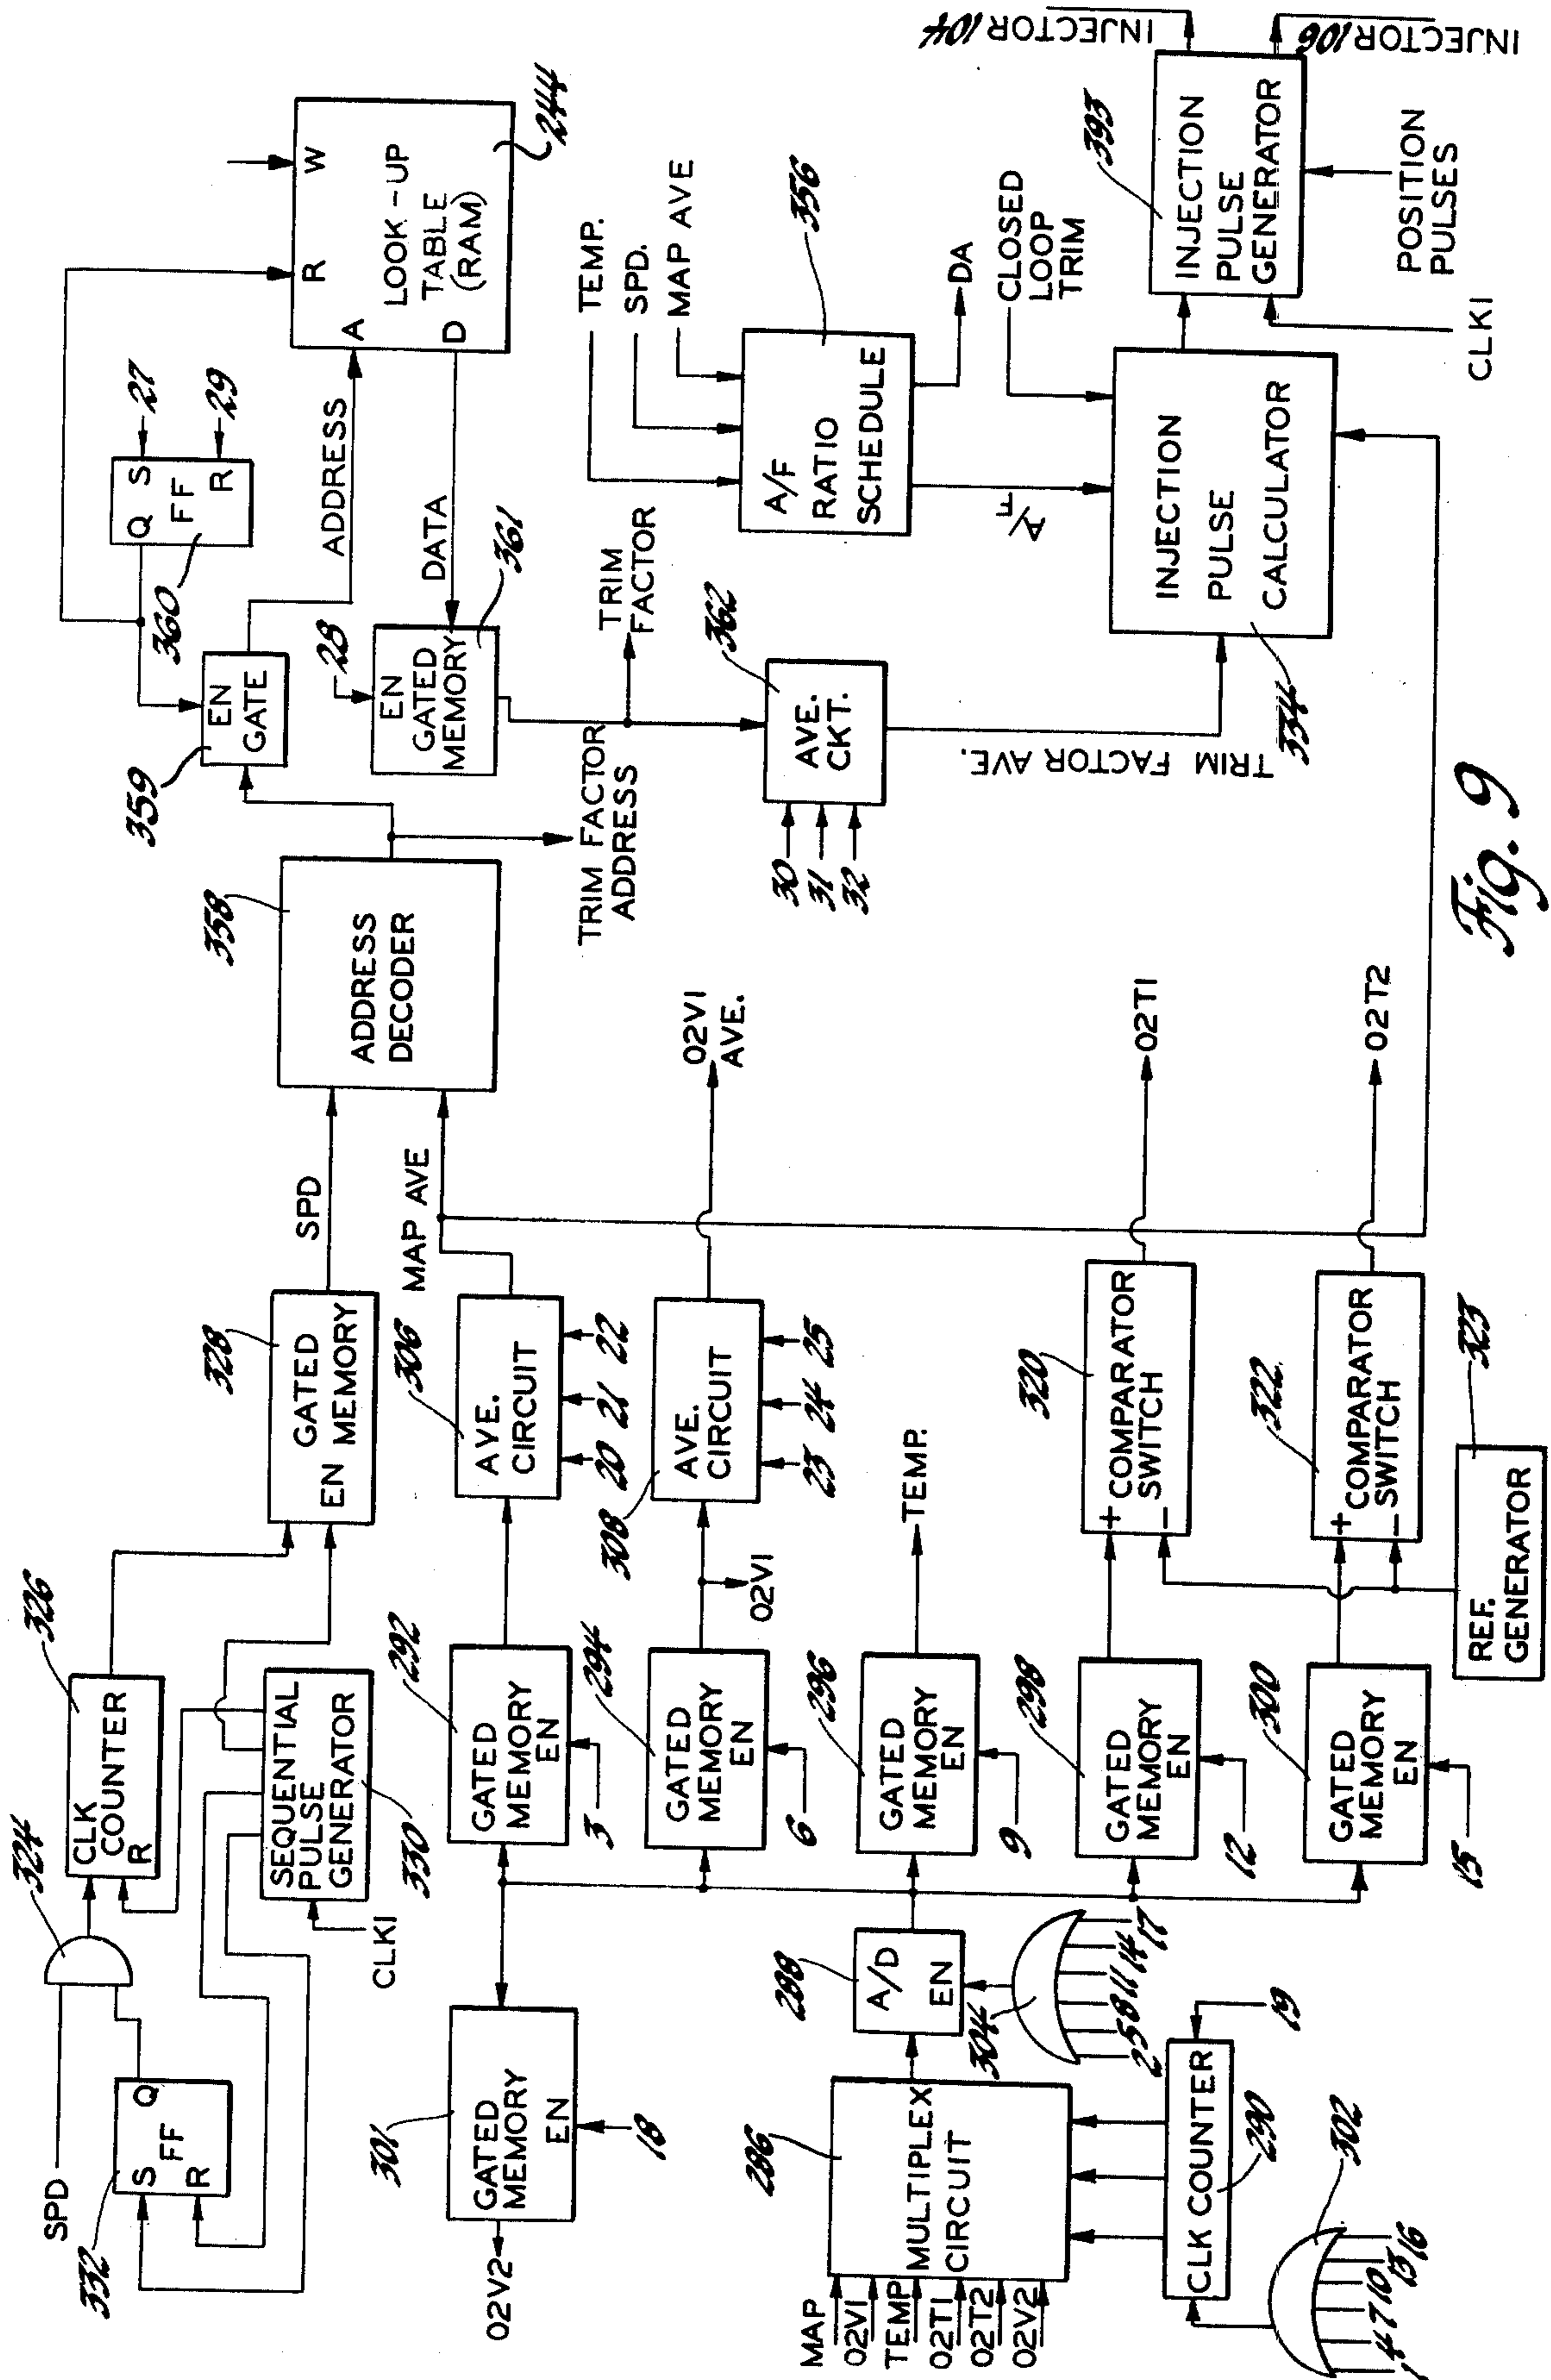 SPD
332
S
FF
R
Q
324
CLK
COUNTER
R
326
SEQUENTIAL
PULSE
GENERATOR
330
CLK1
GATED
MEMORY
EN
328
SPD
ADDRESS
DECODER
358
EN
GATE
359
Q S
FF
R
360
27
29
ADDRESS
DATA
R W
A
D
LOOK-UP
TABLE
(RAM)
244
EN
GATED
MEMORY
28
361
TRIM
FACTOR
TRIM FACTOR
ADDRESS
O2V2
GATED
MEMORY
EN
301
18
GATED
MEMORY
EN
292
3
AVE.
CIRCUIT
306
20 21 22
MAP AVE
GATED
MEMORY
EN
294
6
O2V1
AVE.
CIRCUIT
308
23 24 25
O2V1
AVE.
AVE.
CKT.
362
30
31
32
TRIM FACTOR AVE.
TEMP.
SPD.
MAP AVE
A/F
RATIO
SCHEDULE
356
DA
A/F
CLOSED
LOOP
TRIM
INJECTION
PULSE
CALCULATOR
334
INJECTION
PULSE
GENERATOR
393
INJECTOR 104
INJECTOR 106
POSITION
PULSES
CLK1
MAP
O2V1
TEMP
O2T1
O2T2
O2V2
MULTIPLEX
CIRCUIT
286
A/D
EN
288
304
2 5 8 11 14 17
CLK COUNTER
290
19
302
1 4 7 10 13 16
GATED
MEMORY
EN
296
9
TEMP.
GATED
MEMORY
EN
298
12
+
COMPARATOR
SWITCH
-
320
O2T1
GATED
MEMORY
EN
300
15
+
COMPARATOR
SWITCH
-
322
O2T2
REF.
GENERATOR
323
Fig. 9